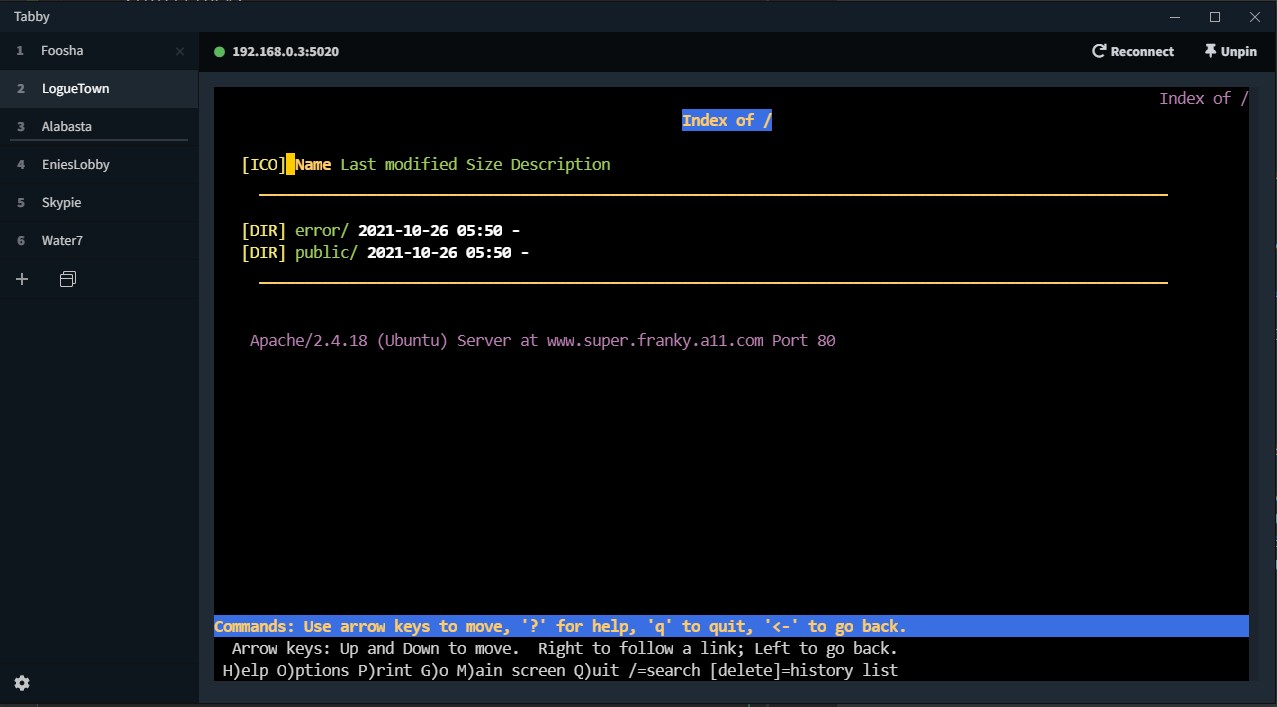 Tabby
1 Foosha
2 LogueTown
3 Alabasta
4 EniesLobby
5 Skypie
6 Water7
192.168.0.3:5020
Reconnect
Unpin
Index of /
Index of /
[ICO] Name Last modified Size Description
[DIR] error/ 2021-10-26 05:50 -
[DIR] public/ 2021-10-26 05:50 -
Apache/2.4.18 (Ubuntu) Server at www.super.franky.a11.com Port 80
Commands: Use arrow keys to move, '?' for help, 'q' to quit, '<-' to go back.
Arrow keys: Up and Down to move.  Right to follow a link; Left to go back.
H)elp O)ptions P)rint G)o M)ain screen Q)uit /=search [delete]=history list